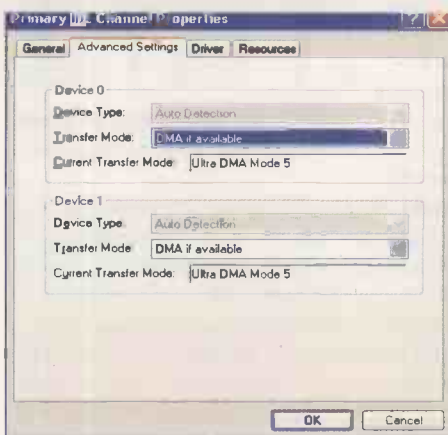 Primary IDE Channel Properties
General Advanced Settings Driver Resources
Device 0
Device Type: Auto Detection
Transfer Mode: DMA if available
Current Transfer Mode: Ultra DMA Mode 5
Device 1
Device Type: Auto Detection
Transfer Mode: DMA if available
Current Transfer Mode: Ultra DMA Mode 5
OK Cancel